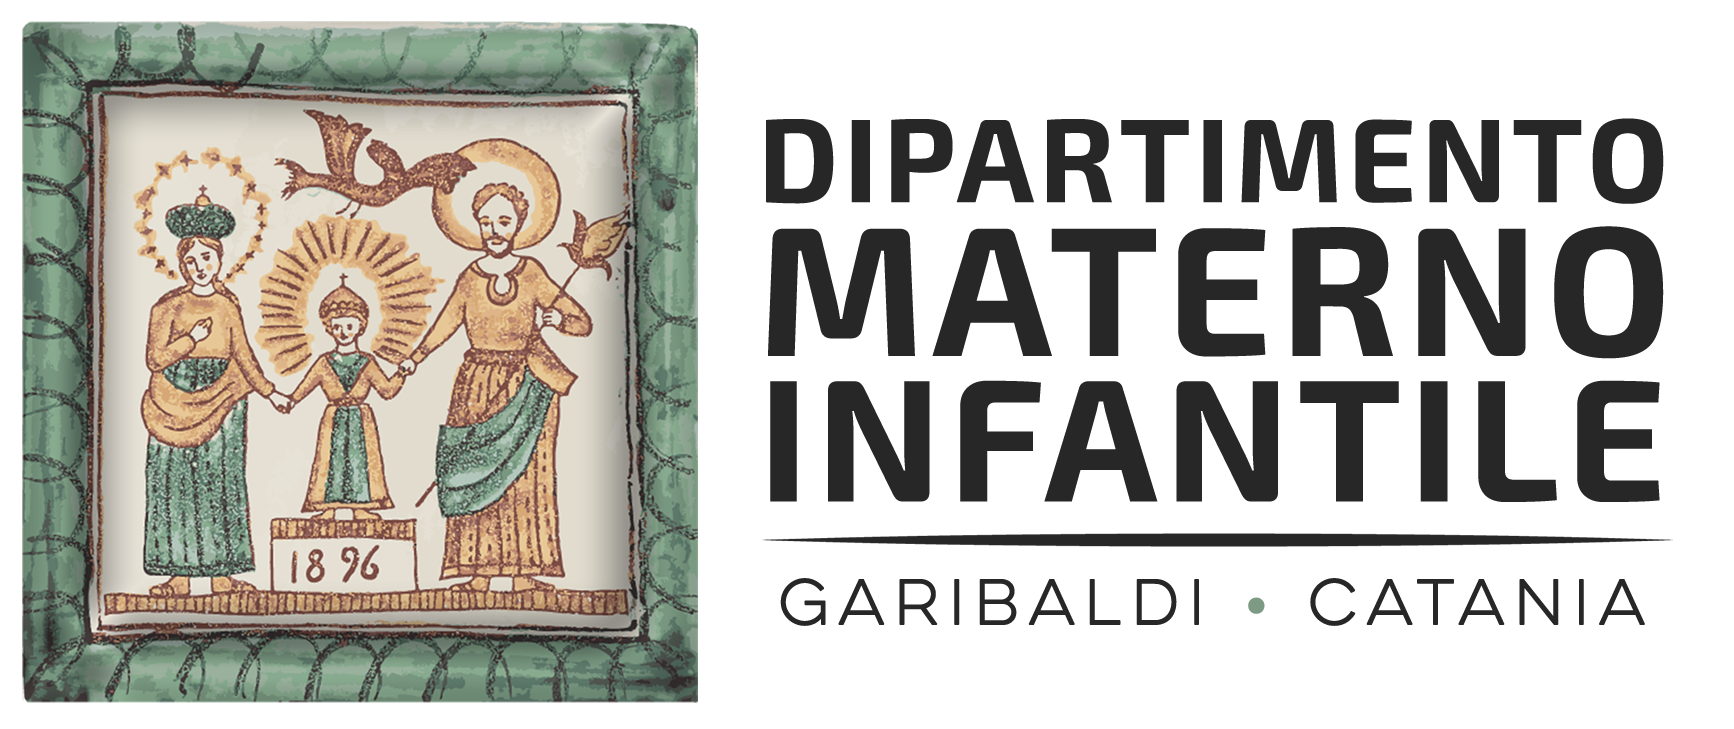 1896
DIPARTIMENTO
MATERNO
INFANTILE
GARIBALDI • CATANIA